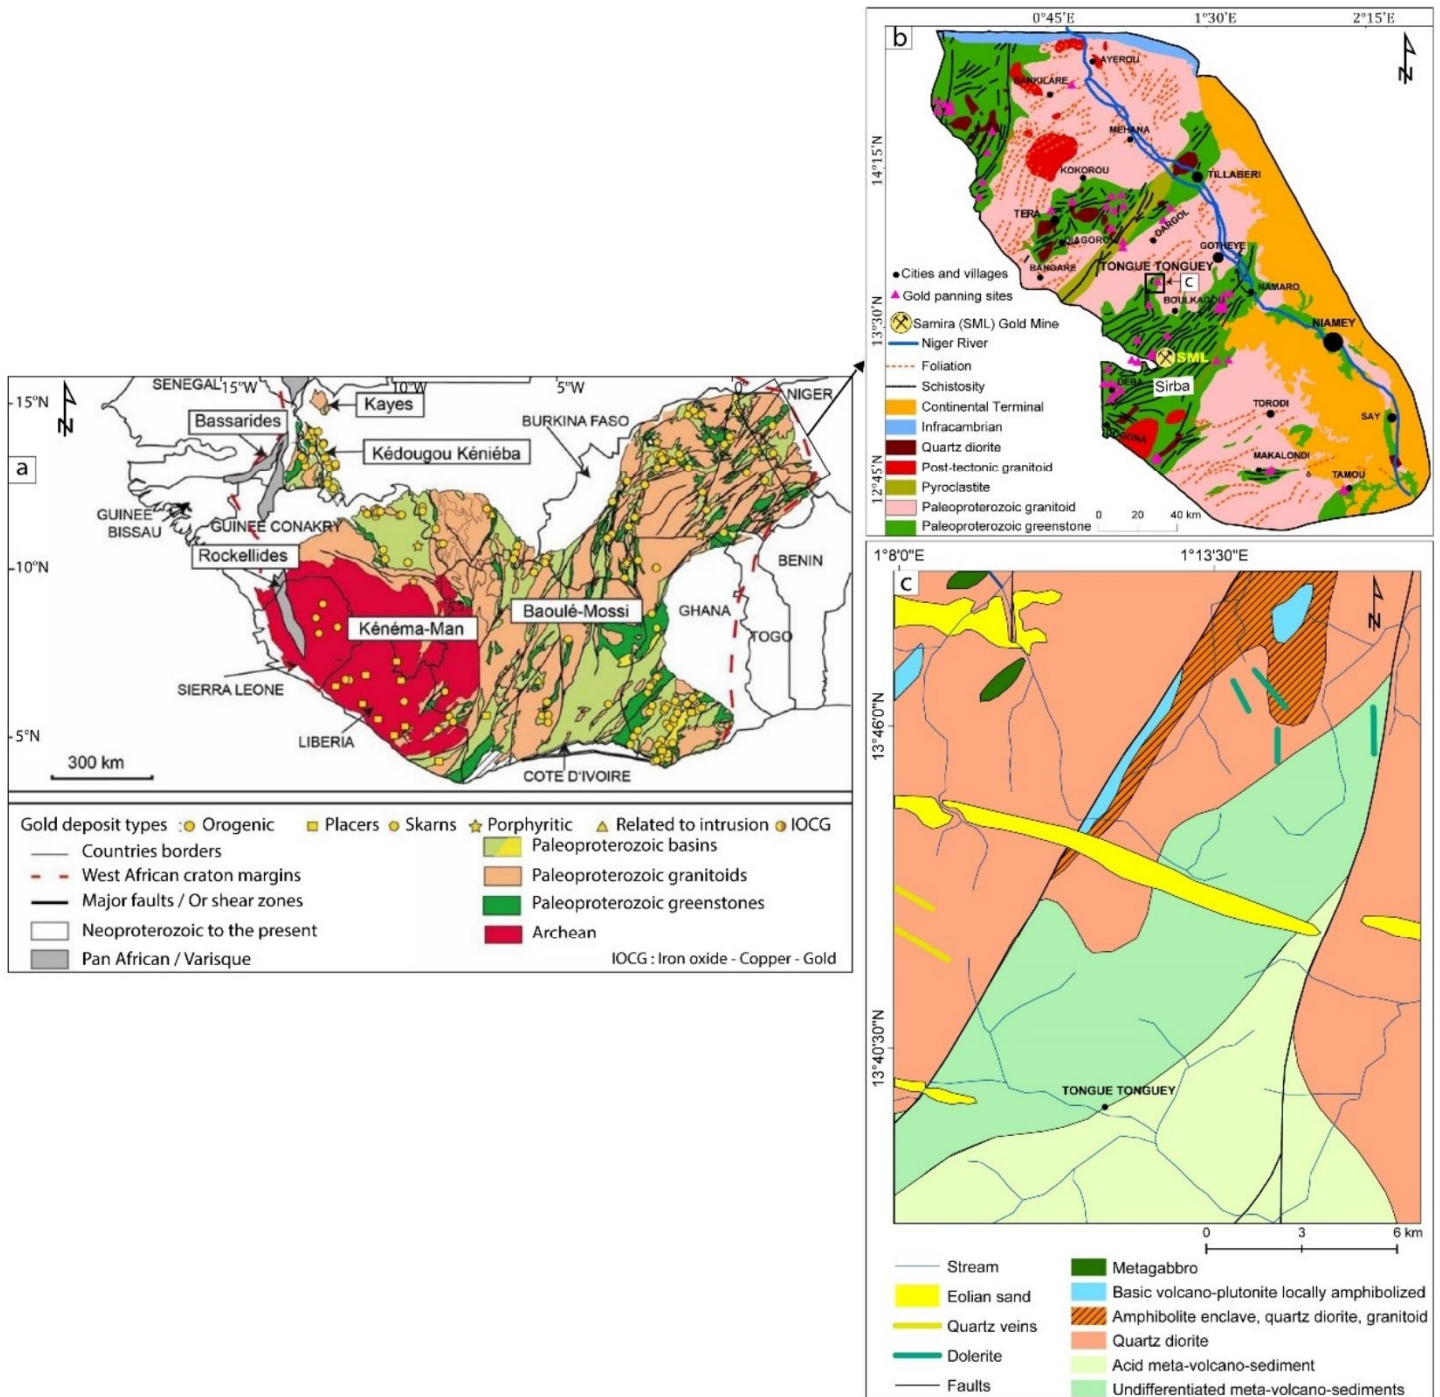 a
SENEGAL
15°W
10°W
5°W
0°
NIGER
15°N
Kayes
Bassarides
BURKINA FASO
Kédougou Kéniéba
GUINEE
BISSAU
GUINEE CONAKRY
Rockellides
10°N
BENIN
Baoulé-Mossi
GHANA
Kénéma-Man
TOGO
SIERRA LEONE
LIBERIA
5°N
300 km
COTE D'IVOIRE
N
Gold deposit types :
Orogenic
Placers
Skarns
Porphyritic
Related to intrusion
IOCG
Countries borders
West African craton margins
Major faults / Or shear zones
Neoproterozoic to the present
Pan African / Varisque
Paleoproterozoic basins
Paleoproterozoic granitoids
Paleoproterozoic greenstones
Archean
IOCG : Iron oxide - Copper - Gold
b
0°45'E
1°30'E
2°15'E
N
AYEROU
BANKILARE
MEHANA
14°15'N
KOKOROU
TILLABERI
TERA
DARGOL
DIAGOROU
GOTHEYE
BANGARE
TONGUE TONGUEY
C
NAMARO
BOULKAGOU
13°30'N
NIAMEY
SML
DEBA
Sirba
TORODI
SAY
MAKALONDI
TAMOU
12°45'N
Cities and villages
Gold panning sites
Samira (SML) Gold Mine
Niger River
Foliation
Schistosity
Continental Terminal
Infracambrian
Quartz diorite
Post-tectonic granitoid
Pyroclastite
Paleoproterozoic granitoid
Paleoproterozoic greenstone
0 20 40 km
1°8'0"E
1°13'30"E
c
N
13°46'0"N
13°40'30"N
TONGUE TONGUEY
0 3 6 km
Stream
Eolian sand
Quartz veins
Dolerite
Faults
Metagabbro
Basic volcano-plutonite locally amphibolized
Amphibolite enclave, quartz diorite, granitoid
Quartz diorite
Acid meta-volcano-sediment
Undifferentiated meta-volcano-sediments